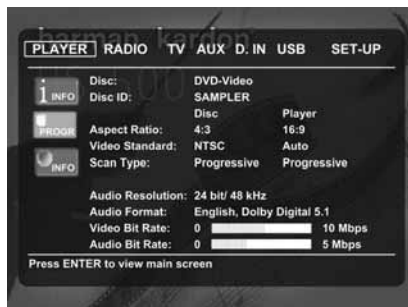 harman kardon
PLAYER RADIO TV AUX D. IN USB SET-UP
Disc: DVD-Video
i INFO
Disc ID: SAMPLER
Disc Player
PROGR
Aspect Ratio: 4:3 16:9
Video Standard: NTSC Auto
INFO
Scan Type: Progressive Progressive
Audio Resolution: 24 bit/ 48 kHz
Audio Format: English, Dolby Digital 5.1
Video Bit Rate: 0 10 Mbps
Audio Bit Rate: 0 5 Mbps
Press ENTER to view main screen